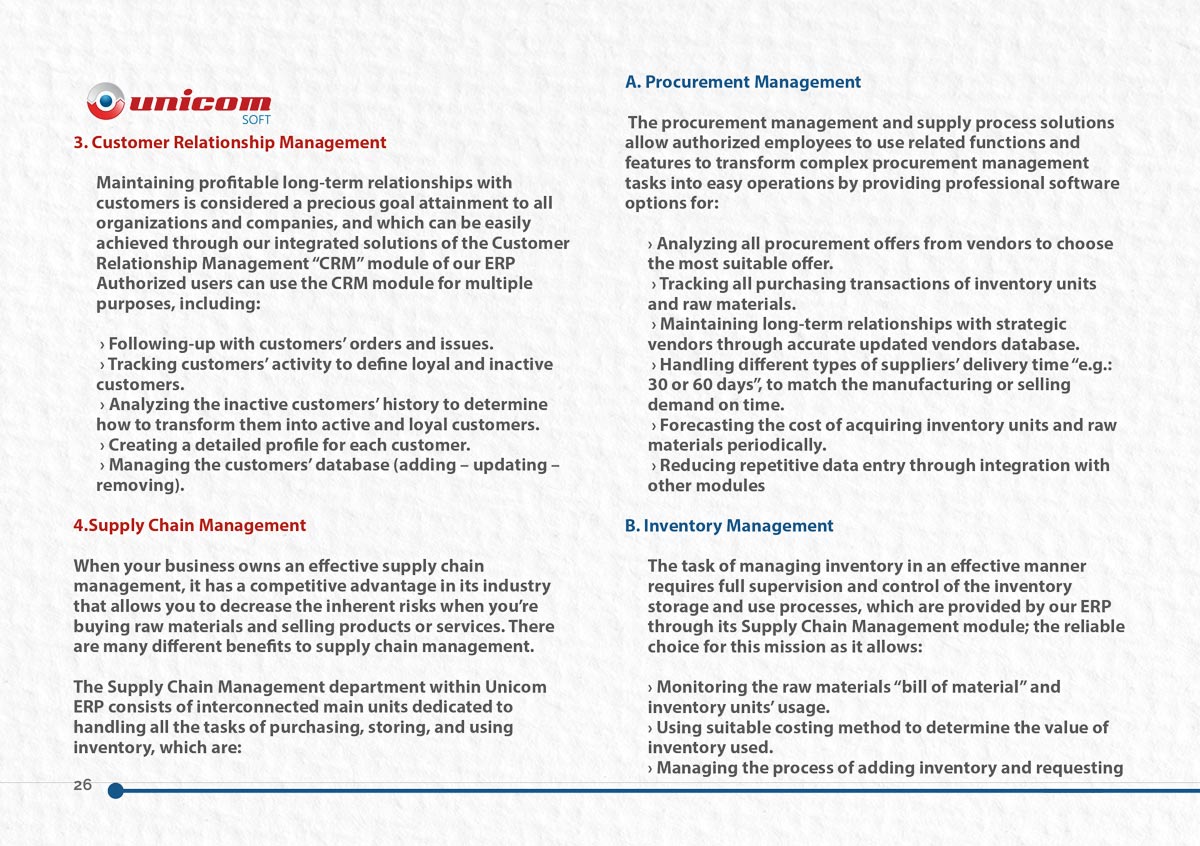 unicom
SOFT
3. Customer Relationship Management
Maintaining profitable long-term relationships with
customers is considered a precious goal attainment to all
organizations and companies, and which can be easily
achieved through our integrated solutions of the Customer
Relationship Management “CRM” module of our ERP
Authorized users can use the CRM module for multiple
purposes, including:
› Following-up with customers’ orders and issues.
› Tracking customers’ activity to define loyal and inactive
customers.
› Analyzing the inactive customers’ history to determine
how to transform them into active and loyal customers.
› Creating a detailed profile for each customer.
› Managing the customers’ database (adding – updating –
removing).
4.Supply Chain Management
When your business owns an effective supply chain
management, it has a competitive advantage in its industry
that allows you to decrease the inherent risks when you’re
buying raw materials and selling products or services. There
are many different benefits to supply chain management.
The Supply Chain Management department within Unicom
ERP consists of interconnected main units dedicated to
handling all the tasks of purchasing, storing, and using
inventory, which are:
26
A. Procurement Management
The procurement management and supply process solutions
allow authorized employees to use related functions and
features to transform complex procurement management
tasks into easy operations by providing professional software
options for:
› Analyzing all procurement offers from vendors to choose
the most suitable offer.
› Tracking all purchasing transactions of inventory units
and raw materials.
› Maintaining long-term relationships with strategic
vendors through accurate updated vendors database.
› Handling different types of suppliers’ delivery time “e.g.:
30 or 60 days”, to match the manufacturing or selling
demand on time.
› Forecasting the cost of acquiring inventory units and raw
materials periodically.
› Reducing repetitive data entry through integration with
other modules
B. Inventory Management
The task of managing inventory in an effective manner
requires full supervision and control of the inventory
storage and use processes, which are provided by our ERP
through its Supply Chain Management module; the reliable
choice for this mission as it allows:
› Monitoring the raw materials “bill of material” and
inventory units’ usage.
› Using suitable costing method to determine the value of
inventory used.
› Managing the process of adding inventory and requesting